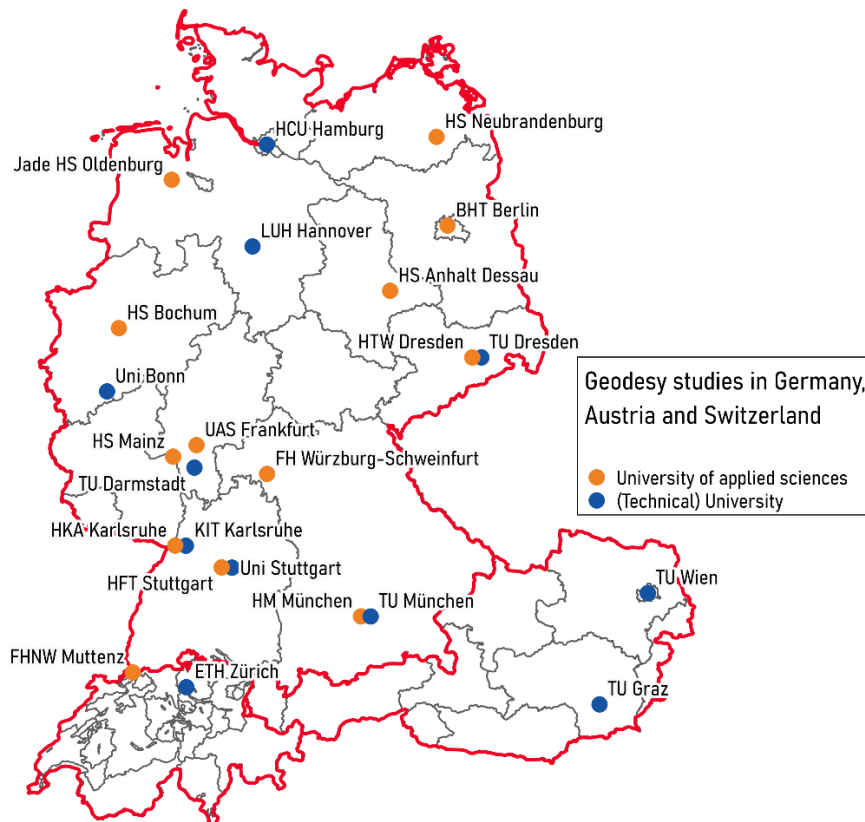 HCU Hamburg
HS Neubrandenburg
Jade HS Oldenburg
BHT Berlin
LUH Hannover
HS Anhalt Dessau
HS Bochum
HTW Dresden
TU Dresden
Uni Bonn
Geodesy studies in Germany,
Austria and Switzerland
University of applied sciences
(Technical) University
UAS Frankfurt
HS Mainz
FH Würzburg-Schweinfurt
TU Darmstadt
HKA Karlsruhe
KIT Karlsruhe
Uni Stuttgart
HFT Stuttgart
TU Wien
HM München
TU München
FHNW Muttenz
ETH Zürich
TU Graz